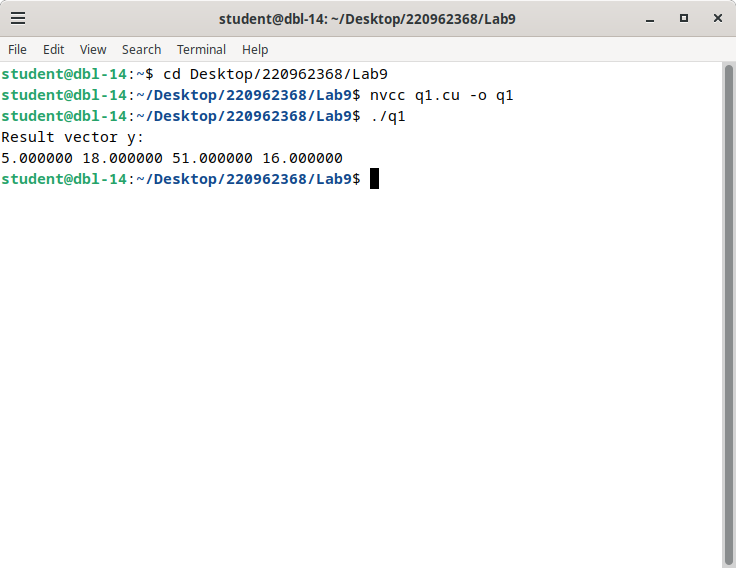 student@dbl-14: ~/Desktop/220962368/Lab9
File Edit View Search Terminal Help
student@dbl-14:~$ cd Desktop/220962368/Lab9
student@dbl-14:~/Desktop/220962368/Lab9$ nvcc q1.cu -o q1
student@dbl-14:~/Desktop/220962368/Lab9$ ./q1
Result vector y:
5.000000 18.000000 51.000000 16.000000
student@dbl-14:~/Desktop/220962368/Lab9$